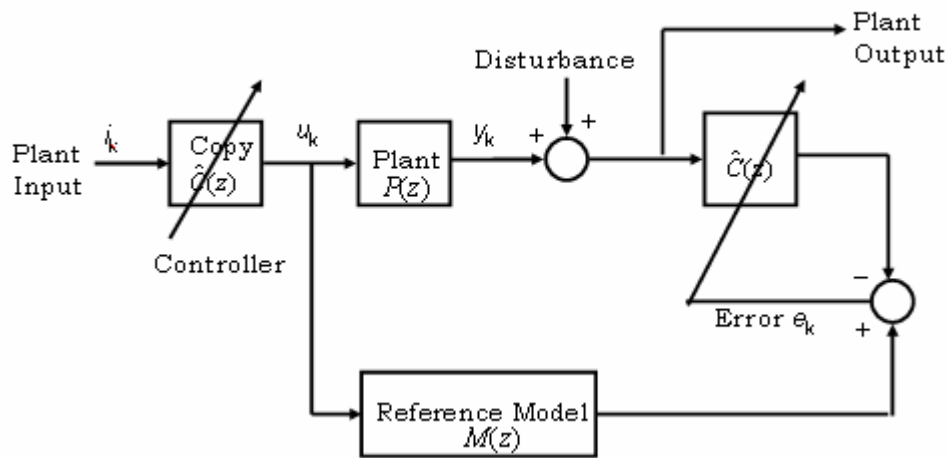 Plant
Output
Disturbance
+
+
i_k
Copy
Ĉ(z)
u_k
Plant
P(z)
y_k
Ĉ(z)
Plant
Input
Controller
−
+
Error e_k
Reference Model
M(z)